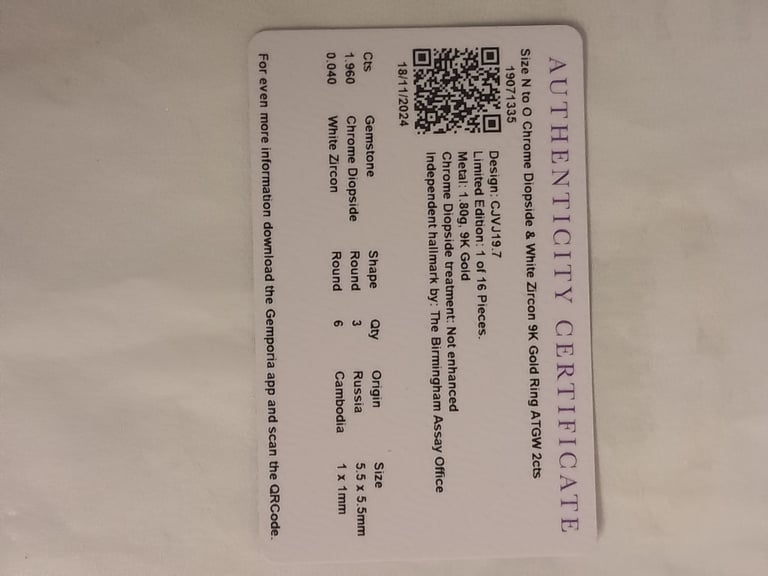 AUTHENTICITY CERTIFICATE
Size N to O Chrome Diopside & White Zircon 9K Gold Ring ATGW 2cts
19071335
Design: CJVJ19.7
Limited Edition: 1 of 16 Pieces.
Metal: 1.80g, 9K Gold
Chrome Diopside treatment: Not enhanced
Independent hallmark by: The Birmingham Assay Office
18/11/2024
Cts Gemstone Shape Qty Origin Size
1.960 Chrome Diopside Round 3 Russia 5.5 x 5.5mm
0.040 White Zircon Round 6 Cambodia 1 x 1mm
For even more information download the Gemporia app and scan the QRCode.